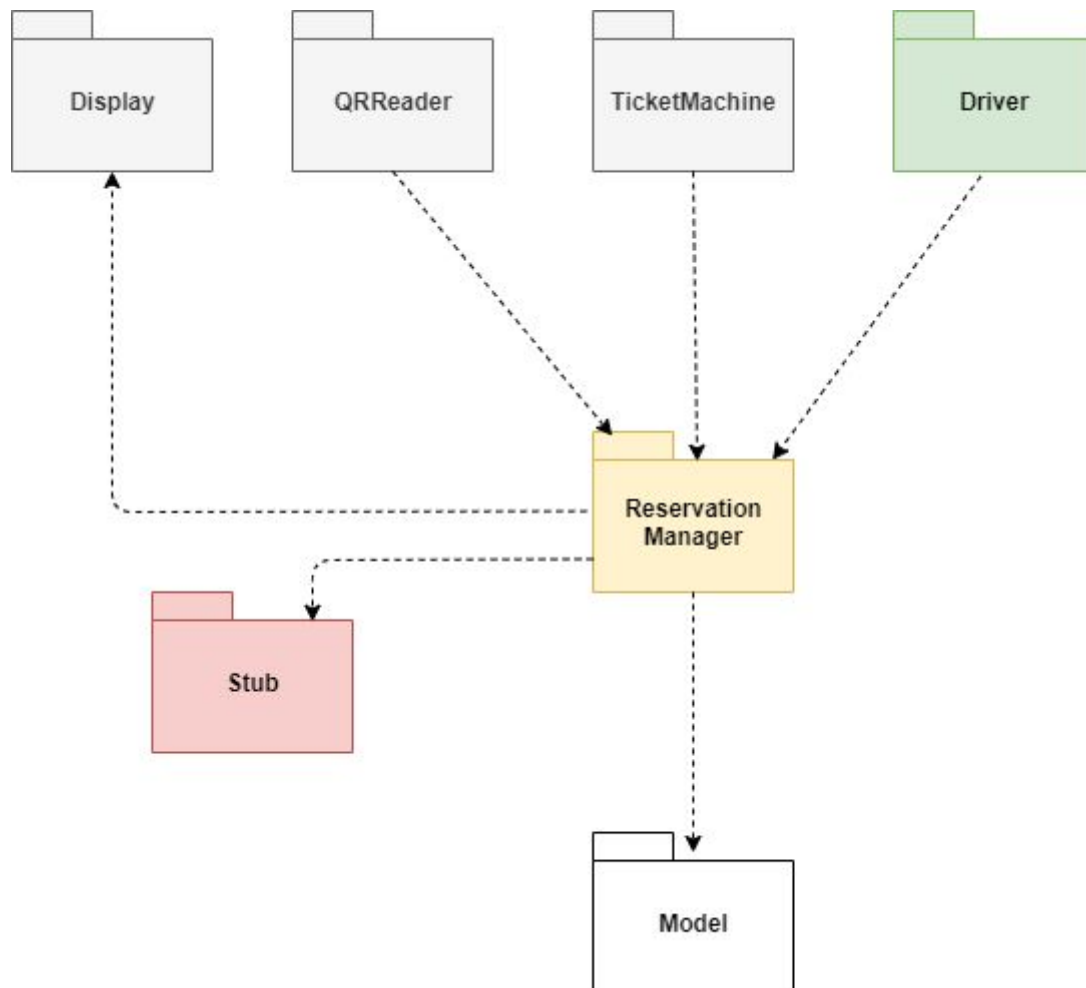 Display
QRReader
TicketMachine
Driver
Reservation
Manager
Stub
Model